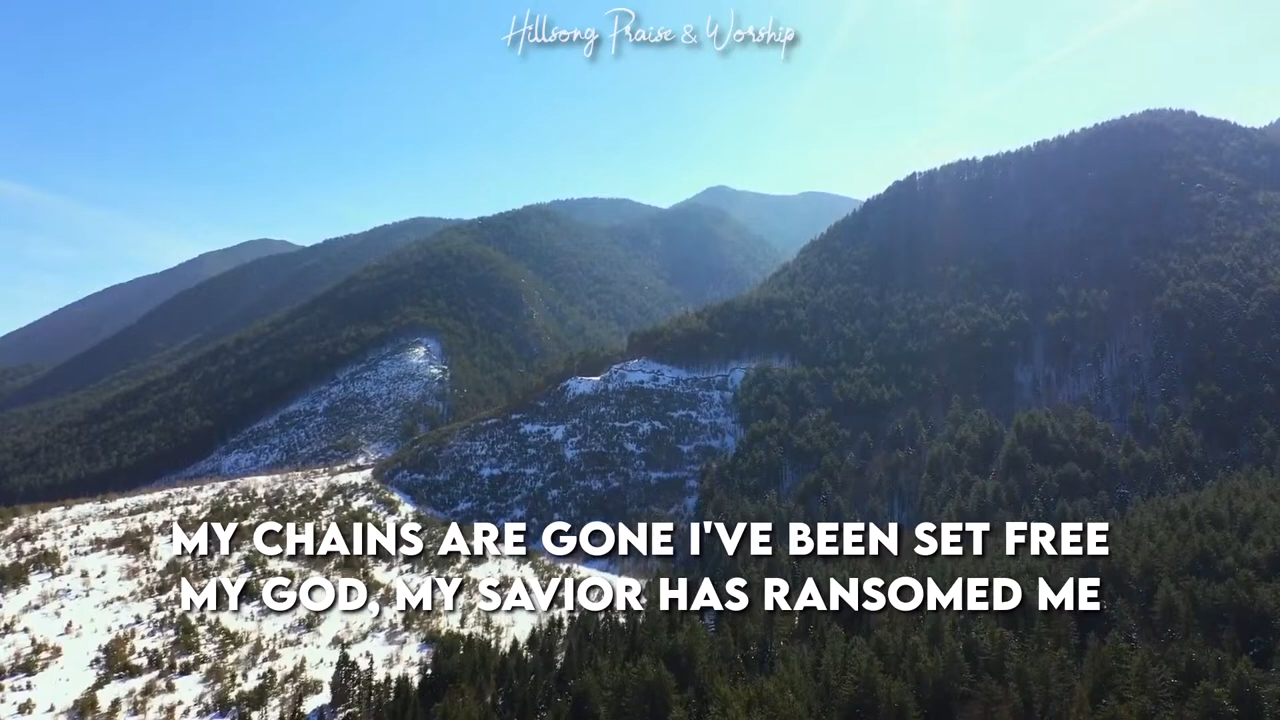 Hillsong Praise & Worship
MY CHAINS ARE GONE I'VE BEEN SET FREE
MY GOD, MY SAVIOR HAS RANSOMED ME